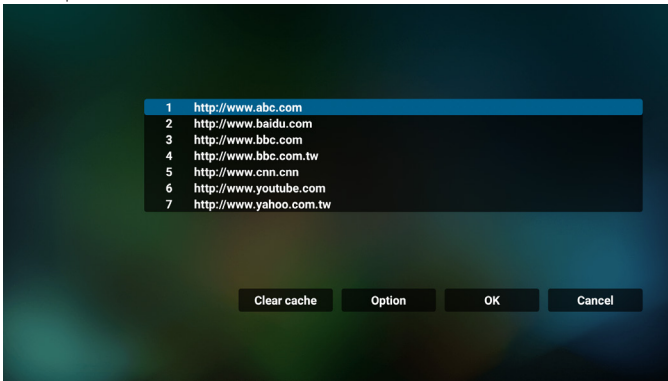 1 http://www.abc.com
2 http://www.baidu.com
3 http://www.bbc.com
4 http://www.bbc.com.tw
5 http://www.cnn.cnn
6 http://www.youtube.com
7 http://www.yahoo.com.tw
Clear cache Option OK Cancel